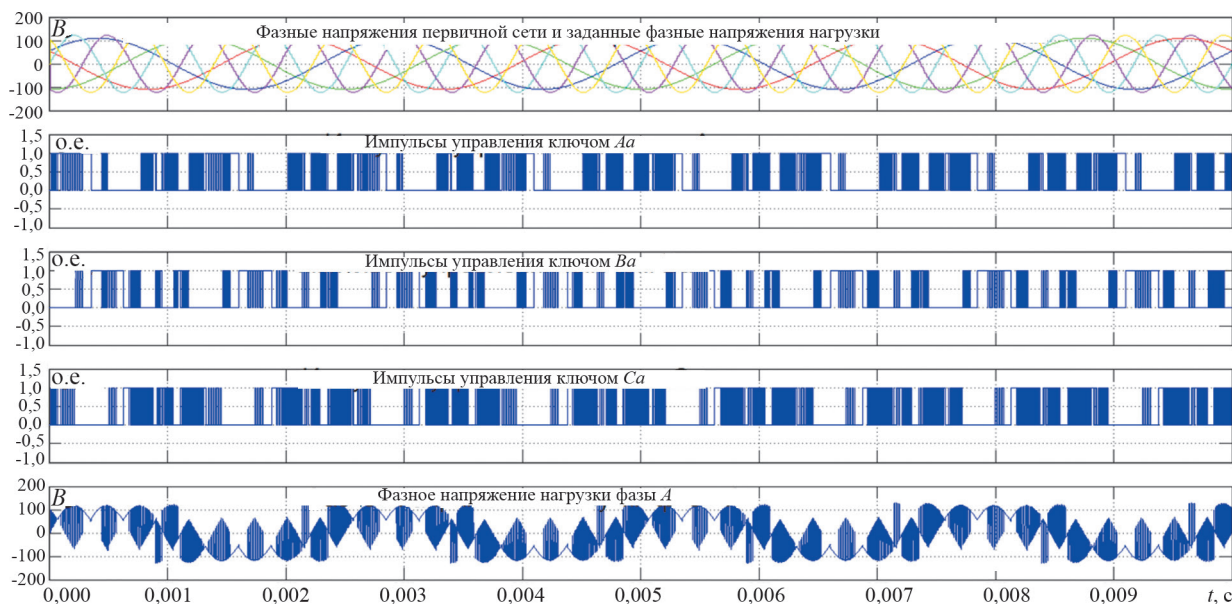 200
В
Фазные напряжения первичной сети и заданные фазные напряжения нагрузки
100
0
-100
200
1,5
о.е.
Импульсы управления ключом Aa
1,0
0,5
0,0
-0,5
-1,0
1,5
о.е.
Импульсы управления ключом Ba
1,0
0,5
0,0
-0,5
-1,0
1,5
о.е.
Импульсы управления ключом Ca
1,0
0,5
0,0
-0,5
-1,0
200
В
Фазное напряжение нагрузки фазы A
100
0
-100
200
0,000 0,001 0,002 0,003 0,004 0,005 0,006 0,007 0,008 0,009 t, с